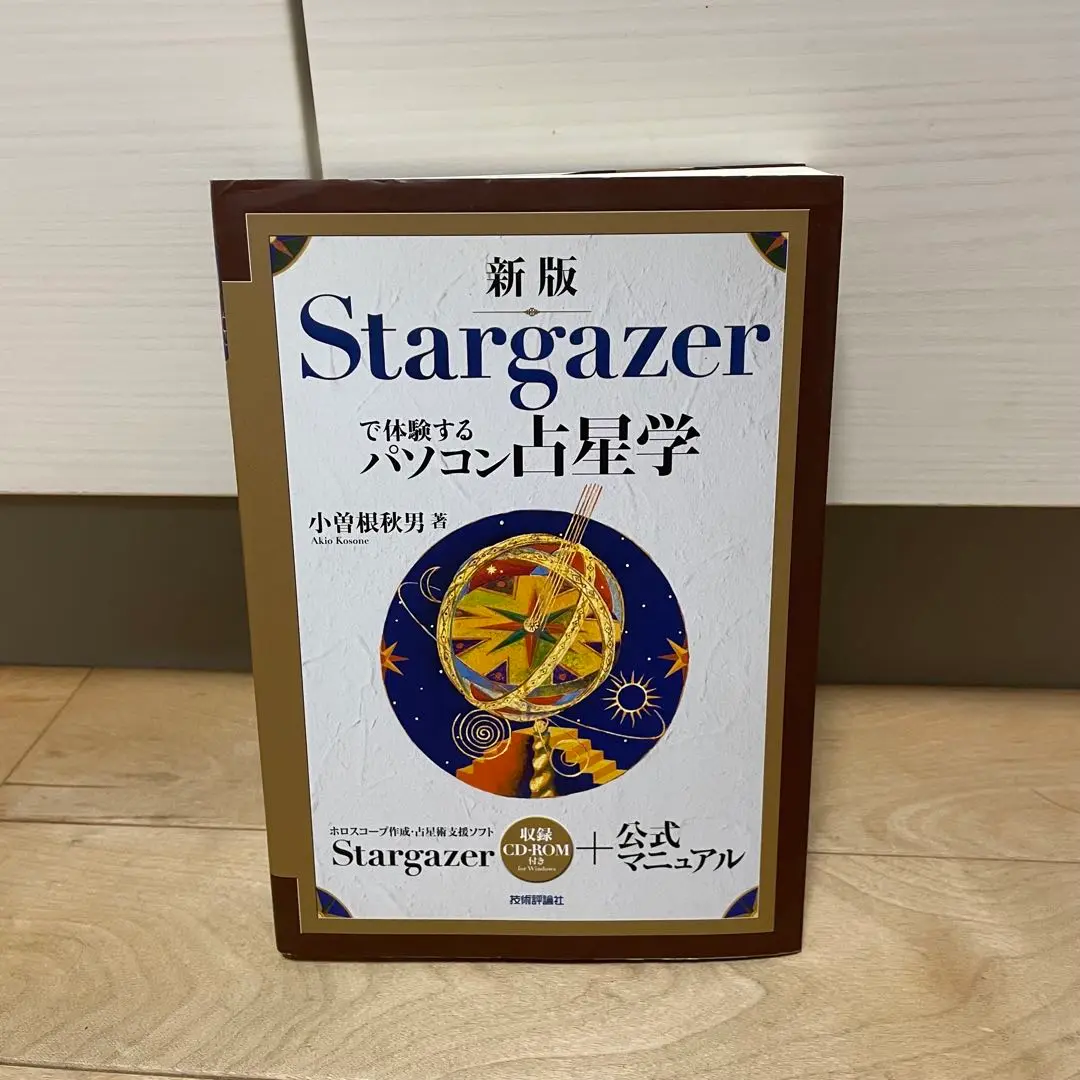 新版
Stargazer
で体験する
パソコン占星学
小曽根秋男 著
Akio Kosone
ホロスコープ作成・占星術支援ソフト
Stargazer
収録
CD-ROM
付き
for Windows
+
公式
マニュアル
技術評論社